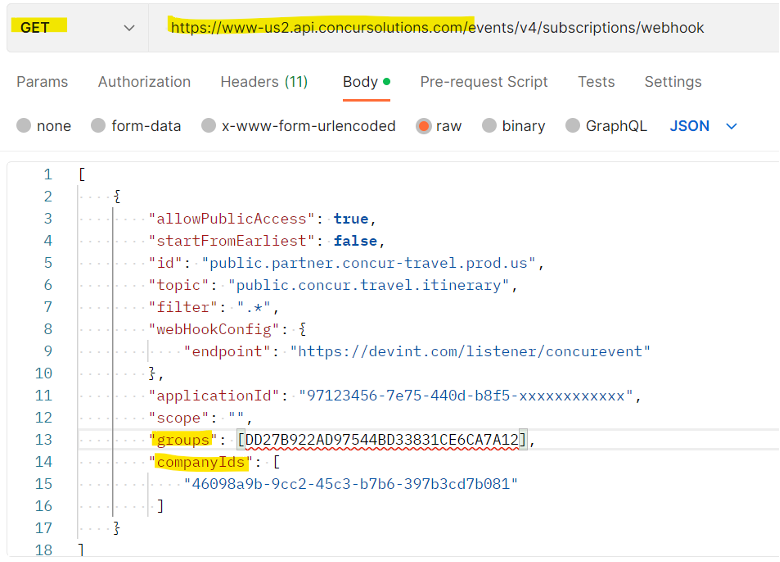 GET https://www-us2.api.concursolutions.com/events/v4/subscriptions/webhook
Params Authorization Headers (11) Body Pre-request Script Tests Settings
none form-data x-www-form-urlencoded raw binary GraphQL JSON
1 [
2 {
3 "allowPublicAccess": true,
4 "startFromEarliest": false,
5 "id": "public.partner.concur-travel.prod.us",
6 "topic": "public.concur.travel.itinerary",
7 "filter": ".*",
8 "webHookConfig": {
9 "endpoint": "https://devint.com/listener/concurevent"
10 },
11 "applicationId": "97123456-7e75-440d-b8f5-xxxxxxxxxxxx",
12 "scope": "",
13 "groups": [DD27B922AD97544BD33831CE6CA7A12],
14 "companyIds": [
15 "46098a9b-9cc2-45c3-b7b6-397b3cd7b081"
16 ]
17 }
18 ]